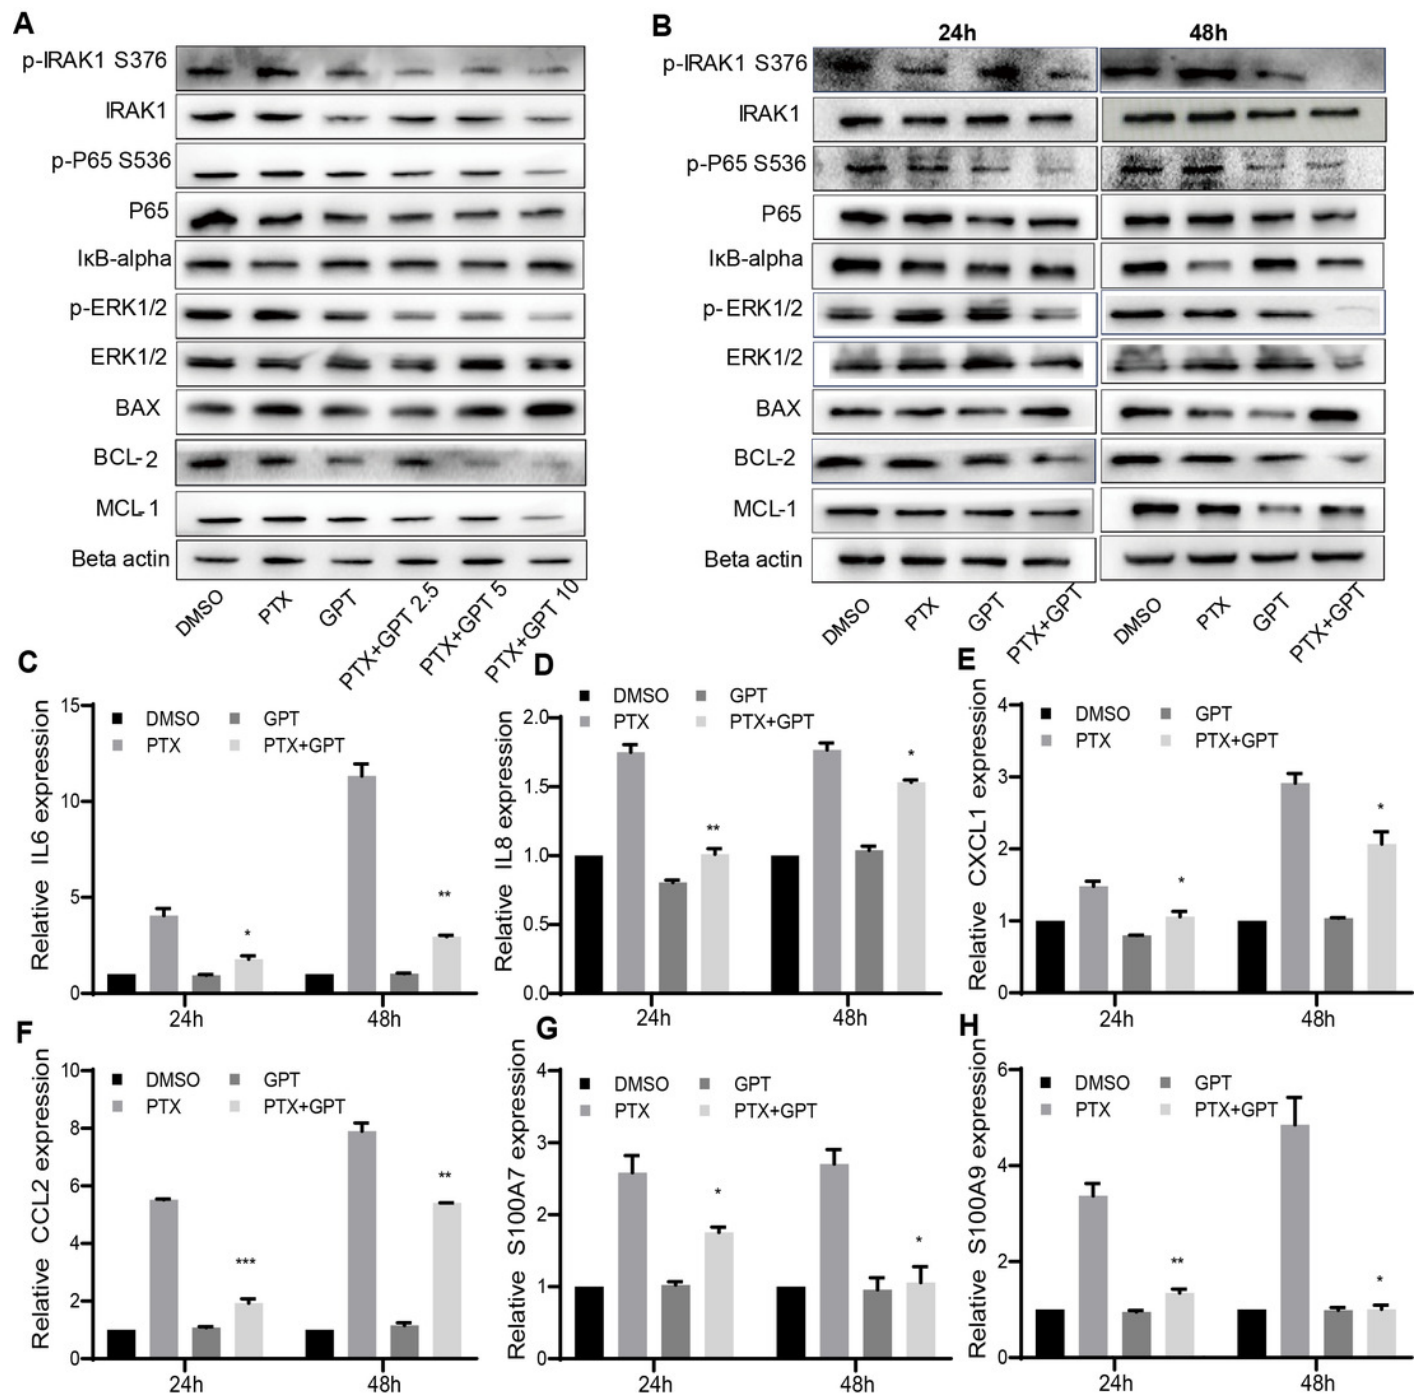 A
p-IRAK1 S376
IRAK1
p-P65 S536
P65
IκB-alpha
p-ERK1/2
ERK1/2
BAX
BCL-2
MCL-1
Beta actin
DMSO
PTX
GPT
PTX+GPT 2.5
PTX+GPT 5
PTX+GPT 10
B
24h 48h
p-IRAK1 S376
IRAK1
p-P65 S536
P65
IκB-alpha
p-ERK1/2
ERK1/2
BAX
BCL-2
MCL-1
Beta actin
DMSO
PTX
GPT
PTX+GPT
DMSO
PTX
GPT
PTX+GPT
C
Relative IL6 expression
15
10
5
0
DMSO GPT
PTX PTX+GPT
*
**
24h 48h
D
Relative IL8 expression
2.0
1.5
1.0
0.5
0.0
DMSO GPT
PTX PTX+GPT
**
*
24h 48h
E
Relative CXCL1 expression
4
3
2
1
0
DMSO GPT
PTX PTX+GPT
*
*
24h 48h
F
Relative CCL2 expression
10
8
6
4
2
0
DMSO GPT
PTX PTX+GPT
***
**
24h 48h
G
Relative S100A7 expression
4
3
2
1
0
DMSO GPT
PTX PTX+GPT
*
*
24h 48h
H
Relative S100A9 expression
6
4
2
0
DMSO GPT
PTX PTX+GPT
**
*
24h 48h